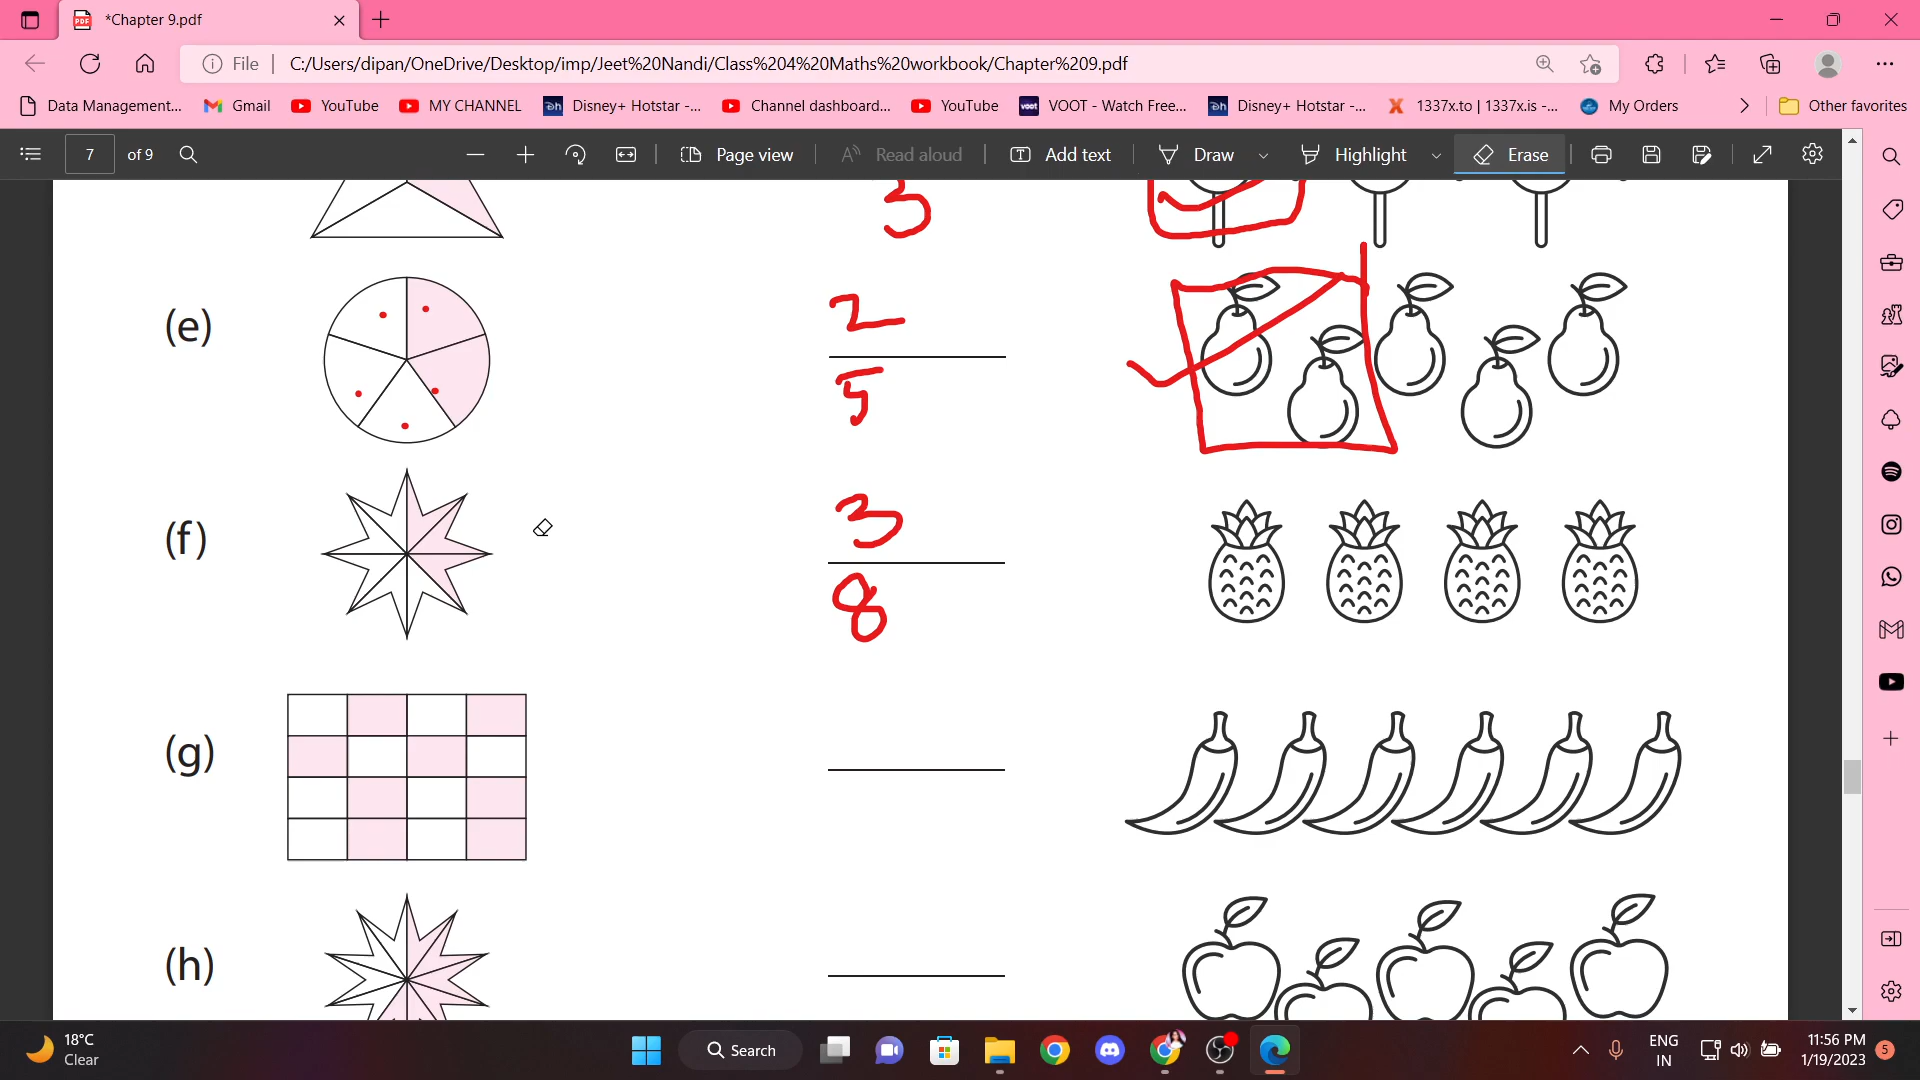 *Chapter 9.pdf
File
C:/Users/dipan/OneDrive/Desktop/imp/Jeet%20Nandi/Class%204%20Maths%20workbook/Chapter%209.pdf
Data Management...
Gmail
YouTube
MY CHANNEL
Disney+ Hotstar -...
Channel dashboard...
YouTube
VOOT - Watch Free...
Disney+ Hotstar -...
1337x.to | 1337x.is -...
My Orders
Other favorites
7 of 9
Page view
Read aloud
Add text
Draw
Highlight
Erase
3
(e)
2
5
(f)
3
8
(g)
(h)
18°C
Clear
Search
ENG
IN
11:56 PM
1/19/2023
5